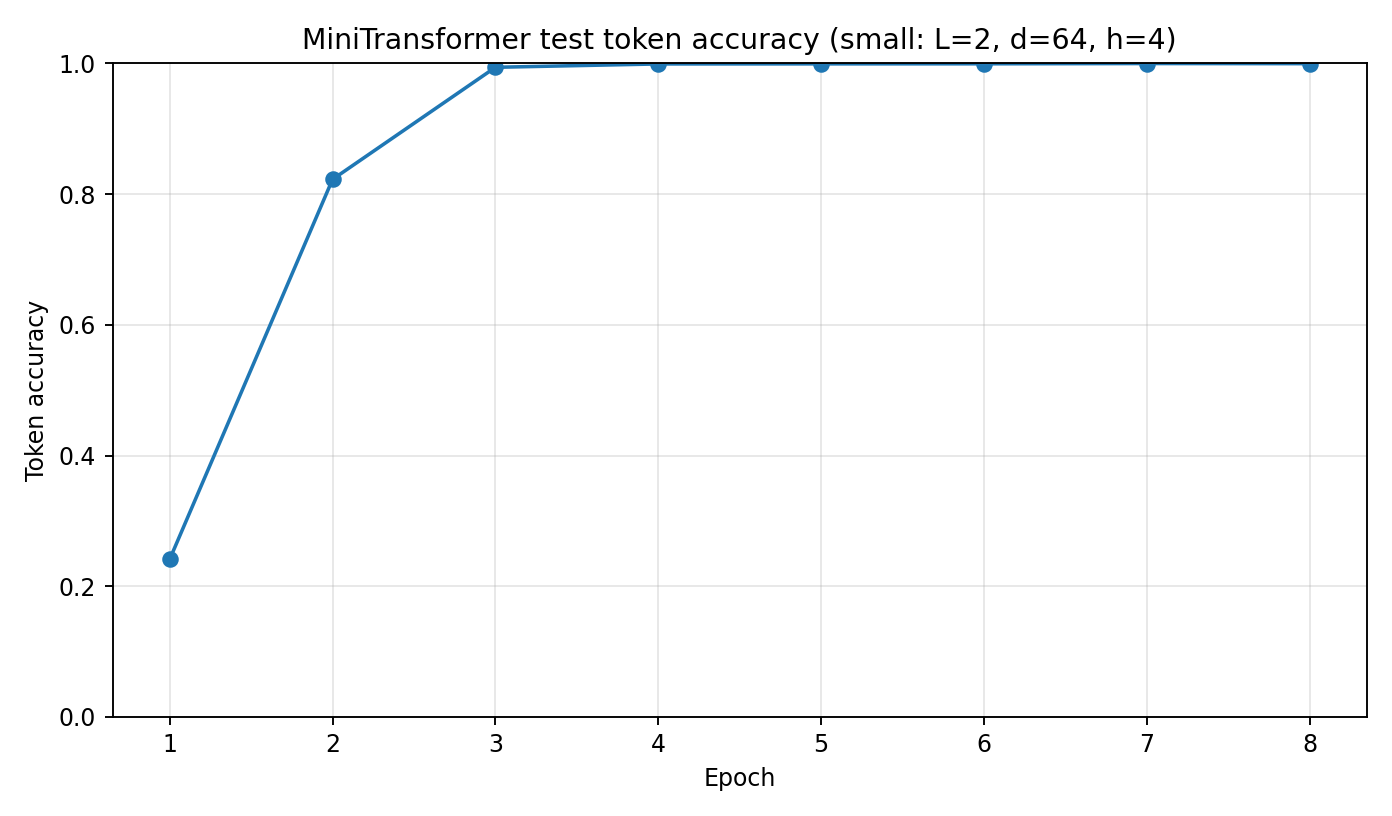 MiniTransformer test token accuracy (small: L=2, d=64, h=4)
1.0
0.8
0.6
0.4
0.2
0.0
Token accuracy
1 2 3 4 5 6 7 8
Epoch